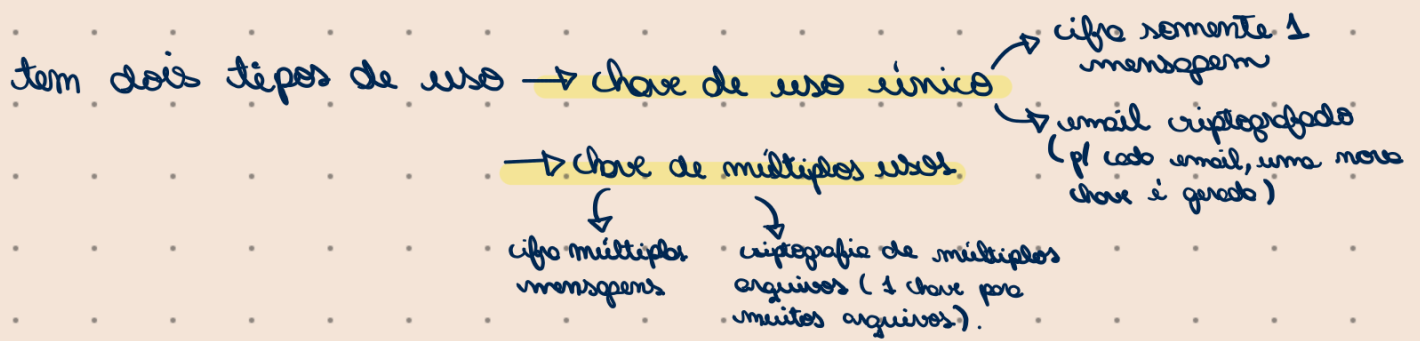 tem dois tipos de uso → chave de uso único
→ cifra somente 1
mensagem
→ email criptografado
(p/ cada email, uma nova
chave é gerada)
→ chave de múltiplos usos
cifra múltiplas
mensagens
criptografia de múltiplos
arquivos (1 chave para
muitos arquivos).